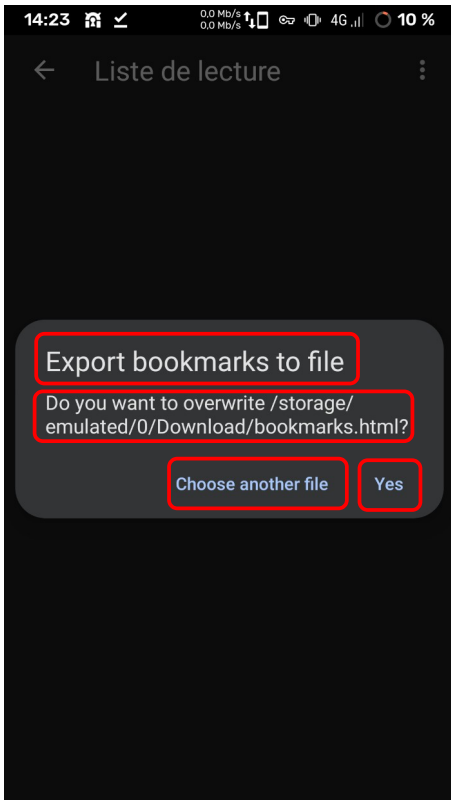 14:23 0,0 Mb/s 4G 10 %
0,0 Mb/s
Liste de lecture
Export bookmarks to file
Do you want to overwrite /storage/
emulated/0/Download/bookmarks.html?
Choose another file Yes